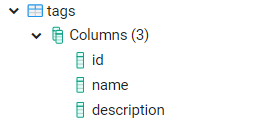 tags
Columns (3)
id
name
description